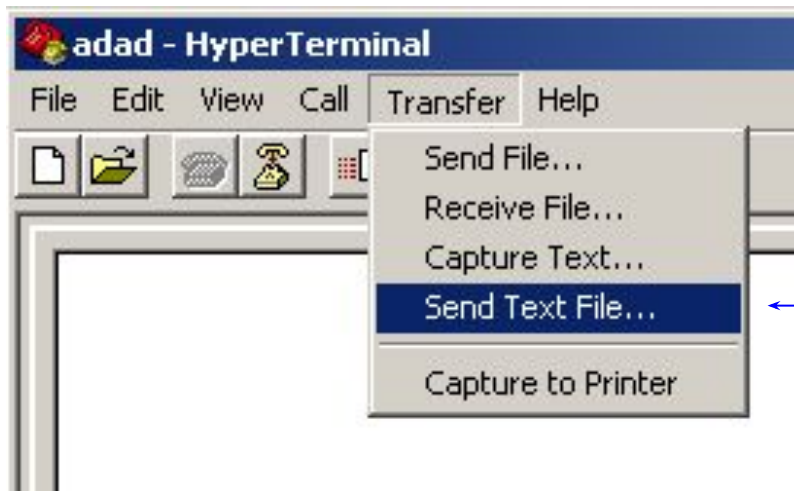 adad - HyperTerminal
File Edit View Call Transfer Help
Send File...
Receive File...
Capture Text...
Send Text File...
Capture to Printer